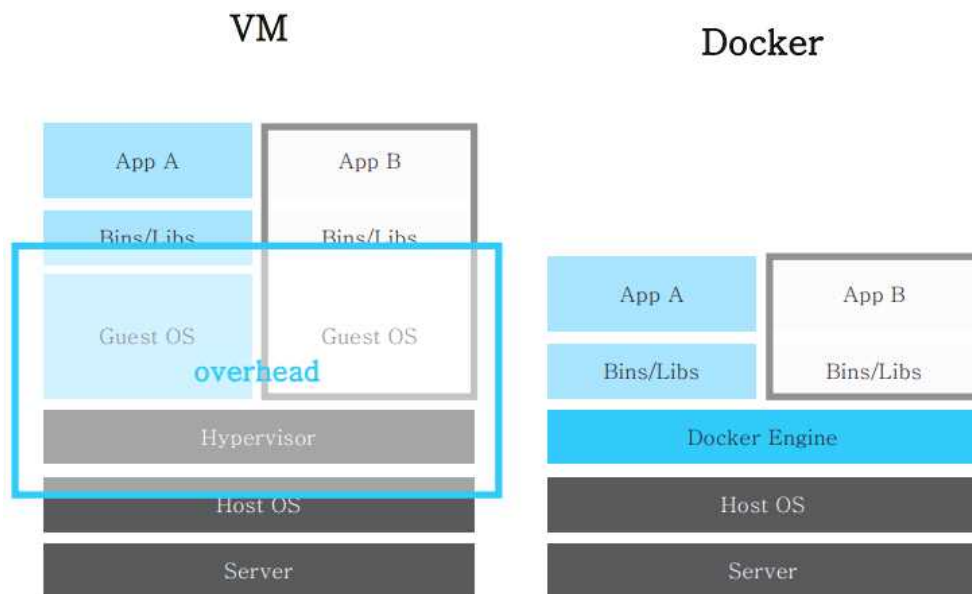 VM
App A
App B
Bins/Libs
Bins/Libs
Guest OS
Guest OS
overhead
Hypervisor
Host OS
Server
Docker
App A
App B
Bins/Libs
Bins/Libs
Docker Engine
Host OS
Server